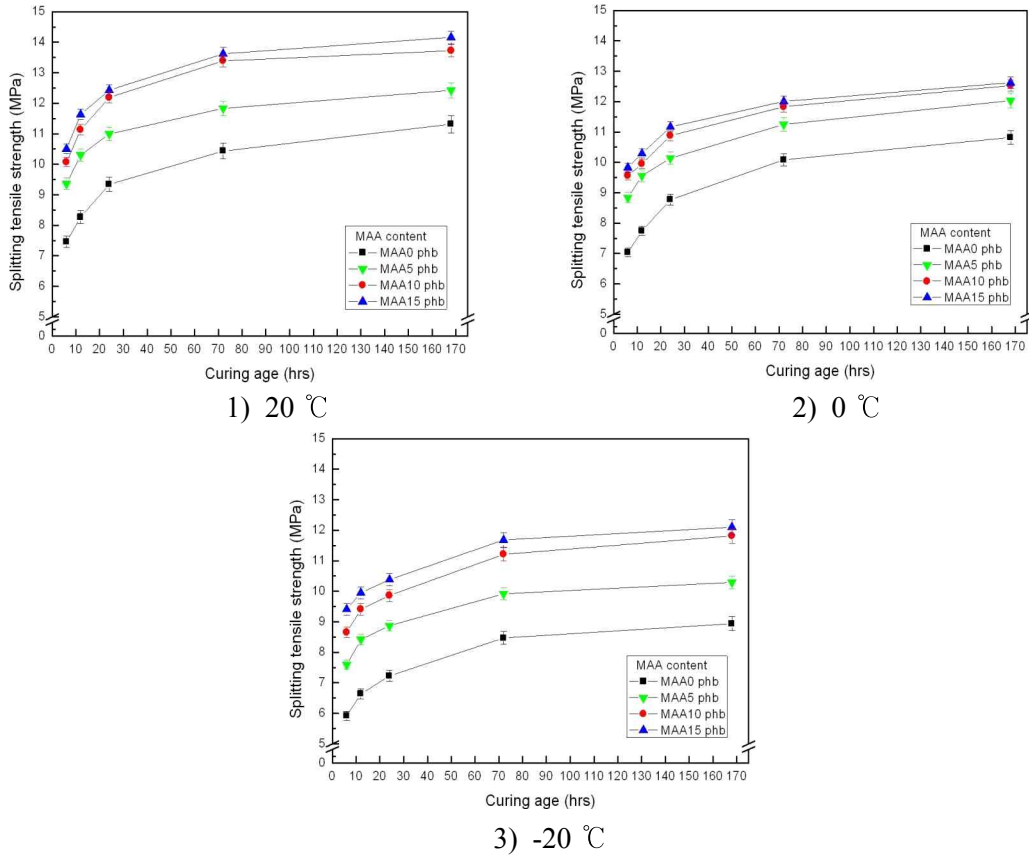 Splitting tensile strength (MPa)
15
14
13
12
11
10
9
8
7
6
5
0
MAA content
MAA0 phb
MAA5 phb
MAA10 phb
MAA15 phb
0 10 20 30 40 50 60 70 80 90 100 110 120 130 140 150 160 170
Curing age (hrs)
1) 20 ℃
Splitting tensile strength (MPa)
15
14
13
12
11
10
9
8
7
6
5
0
MAA content
MAA0 phb
MAA5 phb
MAA10 phb
MAA15 phb
0 10 20 30 40 50 60 70 80 90 100 110 120 130 140 150 160 170
Curing age (hrs)
2) 0 ℃
Splitting tensile strength (MPa)
15
14
13
12
11
10
9
8
7
6
5
0
MAA content
MAA0 phb
MAA5 phb
MAA10 phb
MAA15 phb
0 10 20 30 40 50 60 70 80 90 100 110 120 130 140 150 160 170
Curing age (hrs)
3) -20 ℃